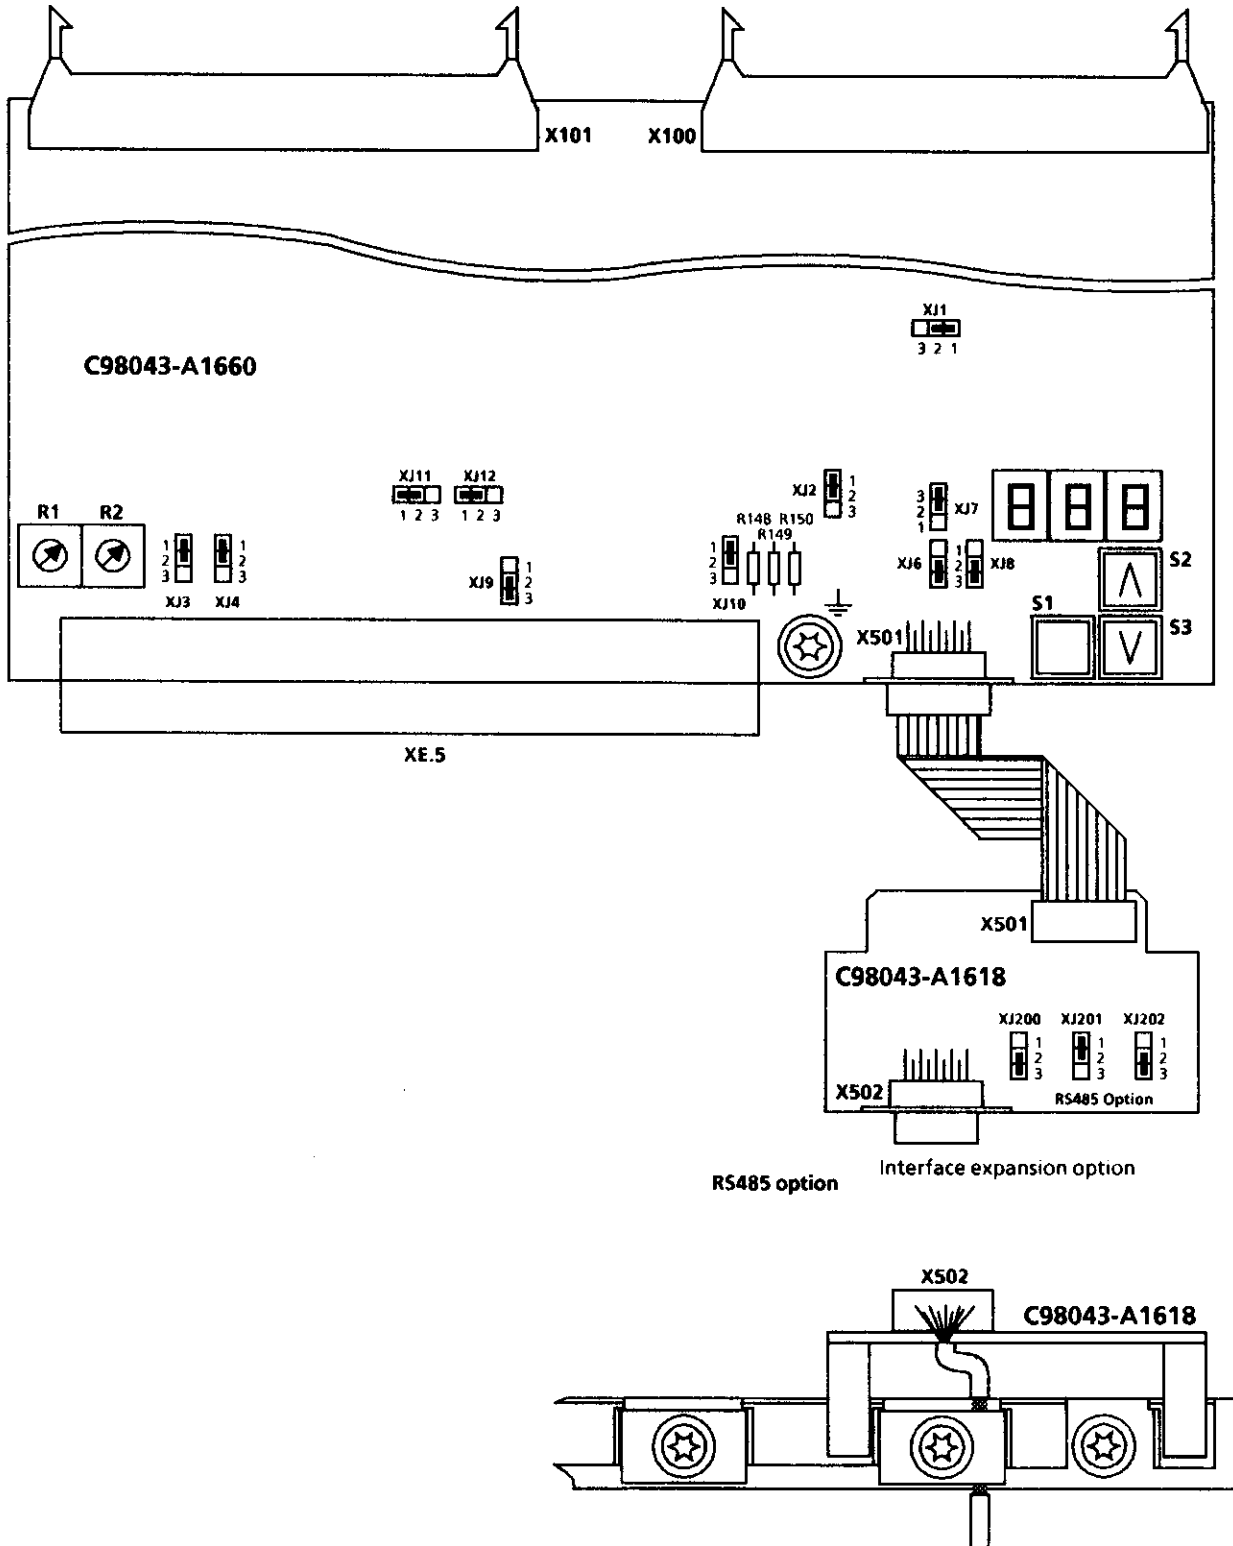 X101
X100
XJ1
3 2 1
C98043-A1660
XJ11
XJ12
1 2 3
1 2 3
XJ2
1
2
3
3
2
1
XJ7
R1
R2
R148 R150
R149
1
2
3
1
2
3
XJ3
XJ4
XJ9
1
2
3
1
2
3
XJ10
XJ6
1
2
3
XJ8
S2
S1
S3
X501
XE.5
X501
C98043-A1618
XJ200
XJ201
XJ202
1
2
3
1
2
3
1
2
3
X502
RS485 Option
Interface expansion option
RS485 option
X502
C98043-A1618